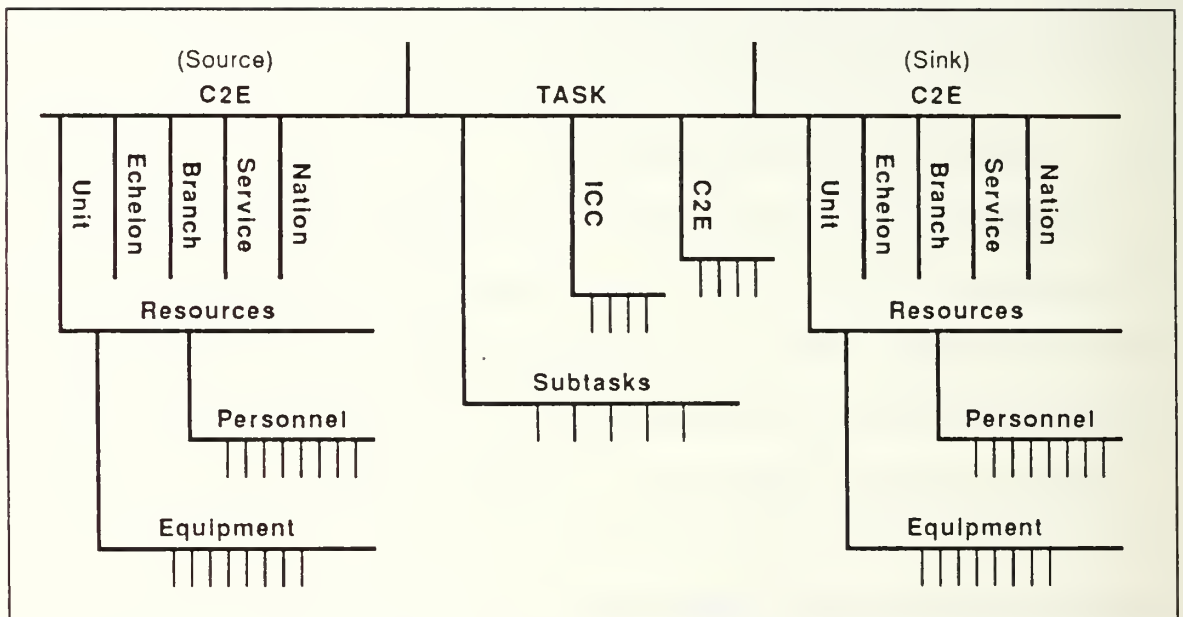 (Source)
C2E
TASK
(Sink)
C2E
Unit
Echelon
Branch
Service
Nation
ICC
C2E
Unit
Echelon
Branch
Service
Nation
Resources
Resources
Subtasks
Personnel
Personnel
Equipment
Equipment